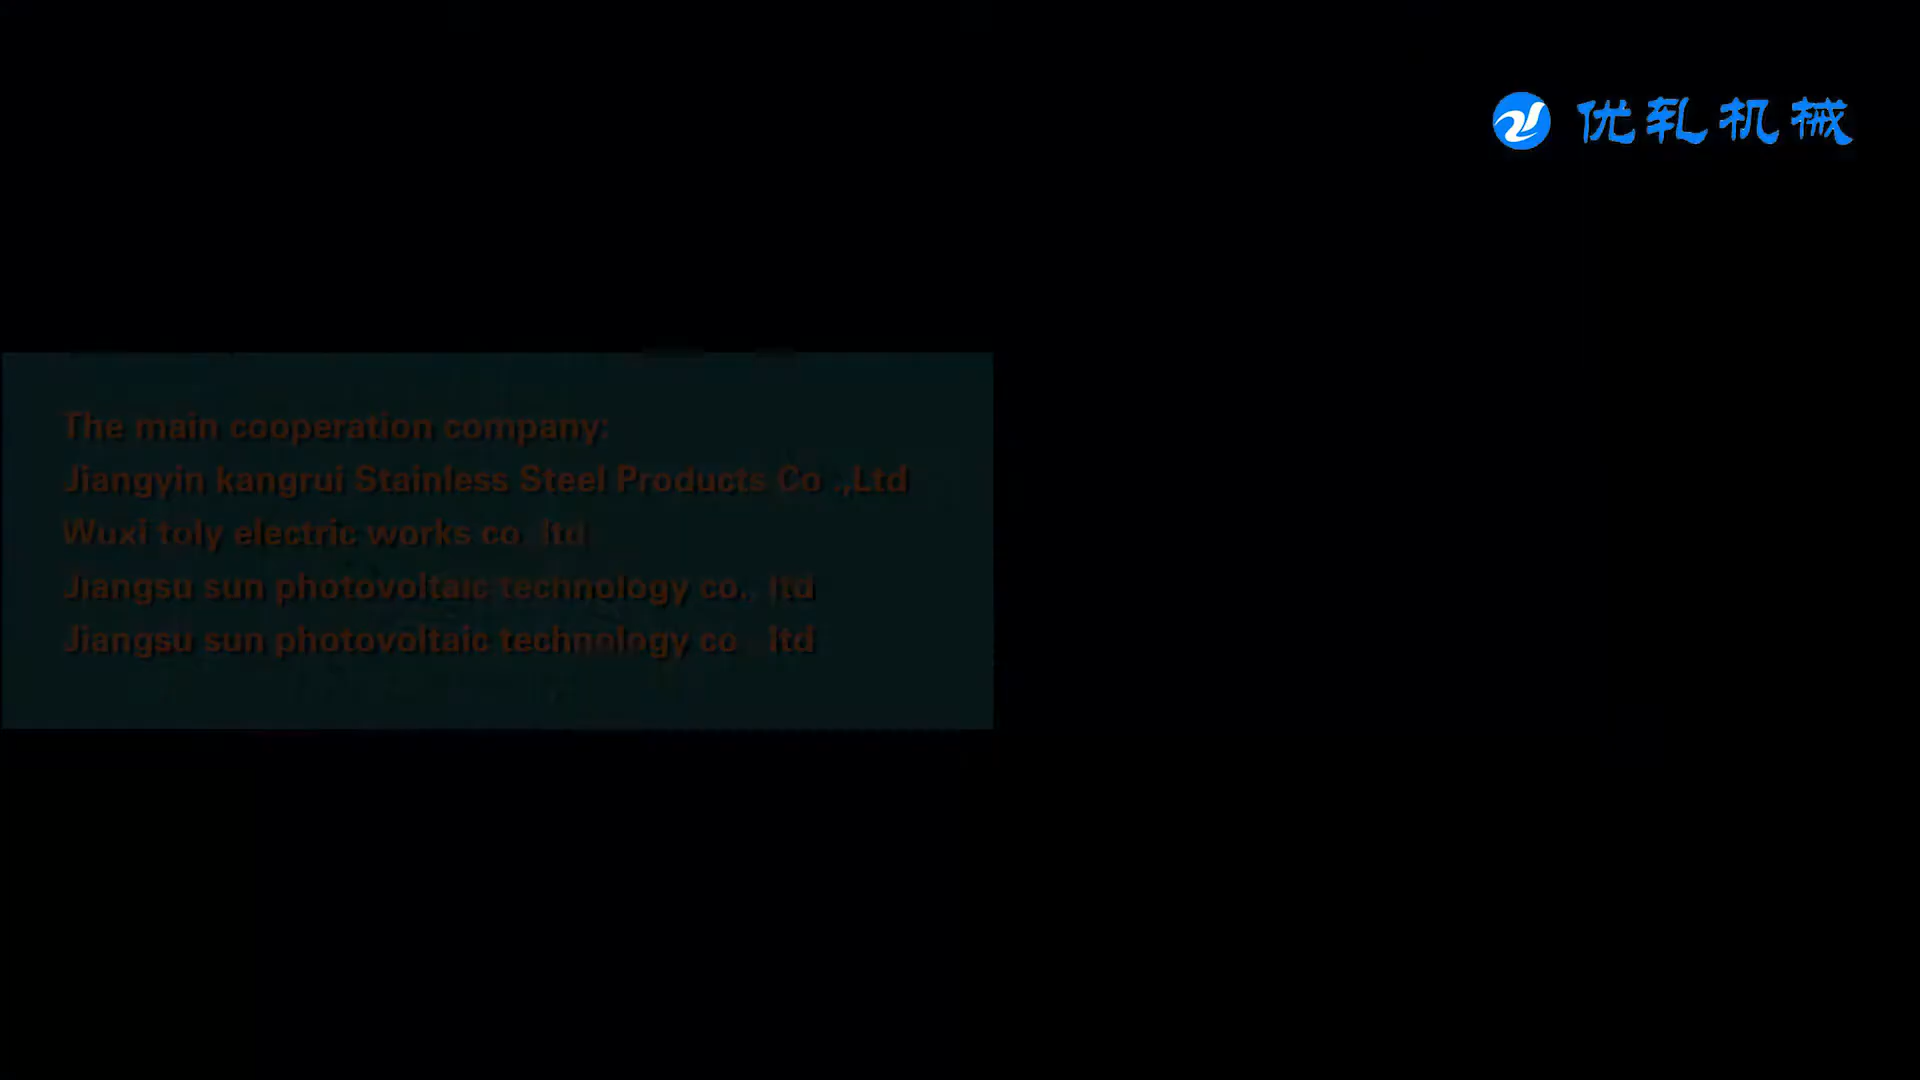 优轧机械
The main cooperation company:
Jiangyin kangrui Stainless Steel Products Co .,Ltd
Wuxi toly electric works co ltd
Jiangsu sun photovoltaic technology co., ltd
Jiangsu sun photovoltaic technology co ltd